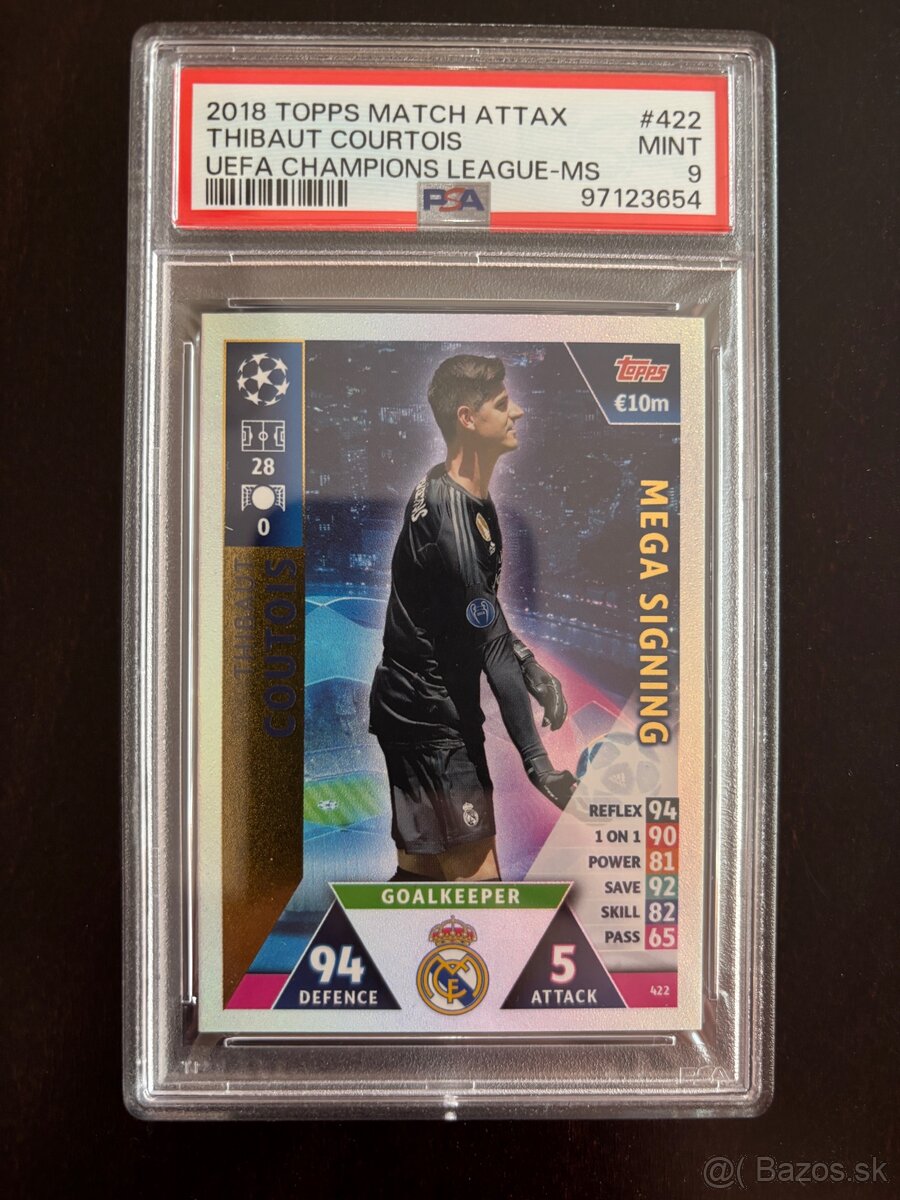 2018 TOPPS MATCH ATTAX #422
THIBAUT COURTOIS MINT
UEFA CHAMPIONS LEAGUE-MS 9
PSA 97123654
Topps
€10m
28
0
THIBAUT
COUTOIS
MEGA SIGNING
REFLEX 94
1 ON 1 90
POWER 81
SAVE 92
SKILL 82
PASS 65
GOALKEEPER
94
DEFENCE
5
ATTACK
422
PSA
@( Bazos.sk